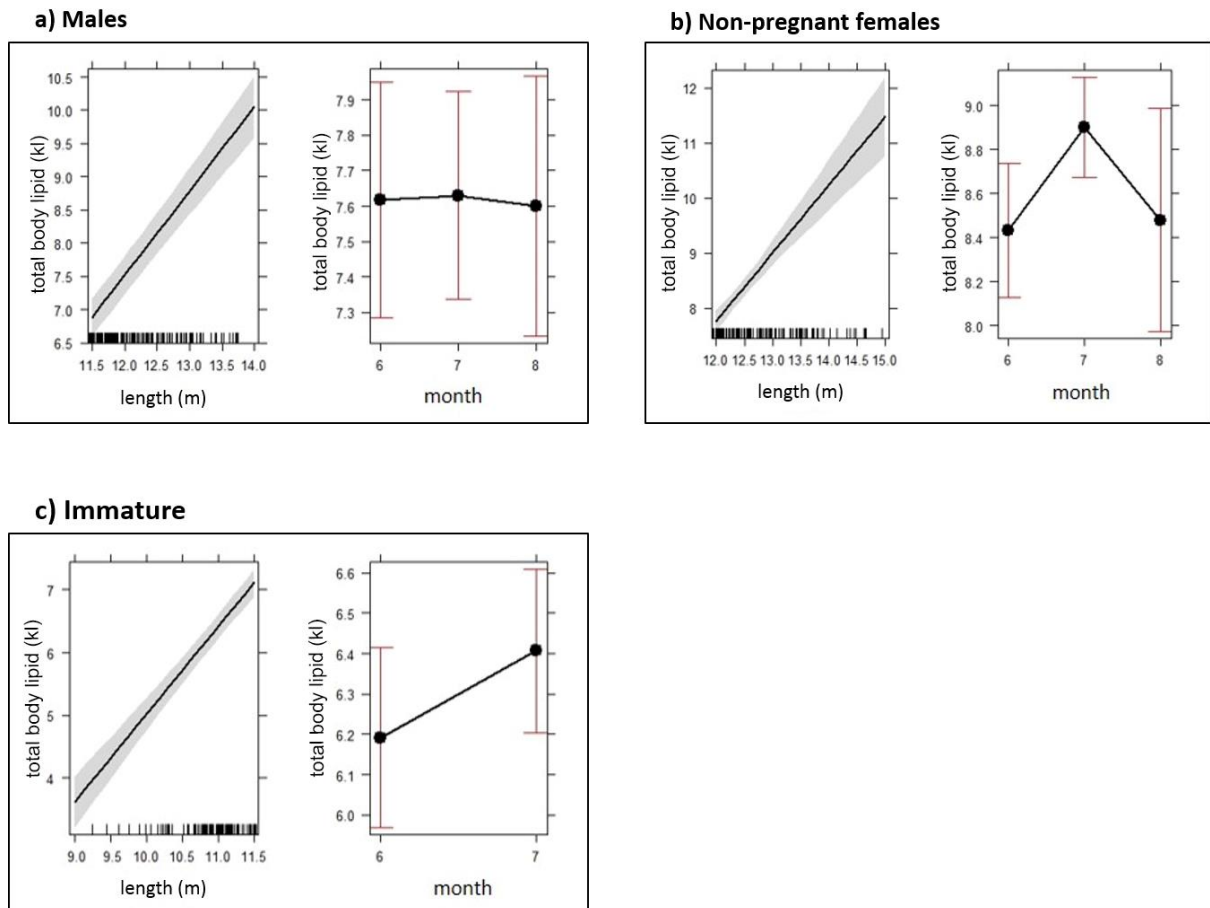 a) Males
total body lipid (kl)
10.5
10.0
9.5
9.0
8.5
8.0
7.5
7.0
6.5
11.5 12.0 12.5 13.0 13.5 14.0
length (m)
total body lipid (kl)
7.9
7.8
7.7
7.6
7.5
7.4
7.3
6 7 8
month
b) Non-pregnant females
total body lipid (kl)
12
11
10
9
8
12.0 12.5 13.0 13.5 14.0 14.5 15.0
length (m)
total body lipid (kl)
9.0
8.8
8.6
8.4
8.2
8.0
6 7 8
month
c) Immature
total body lipid (kl)
7
6
5
4
9.0 9.5 10.0 10.5 11.0 11.5
length (m)
total body lipid (kl)
6.6
6.5
6.4
6.3
6.2
6.1
6.0
6 7
month